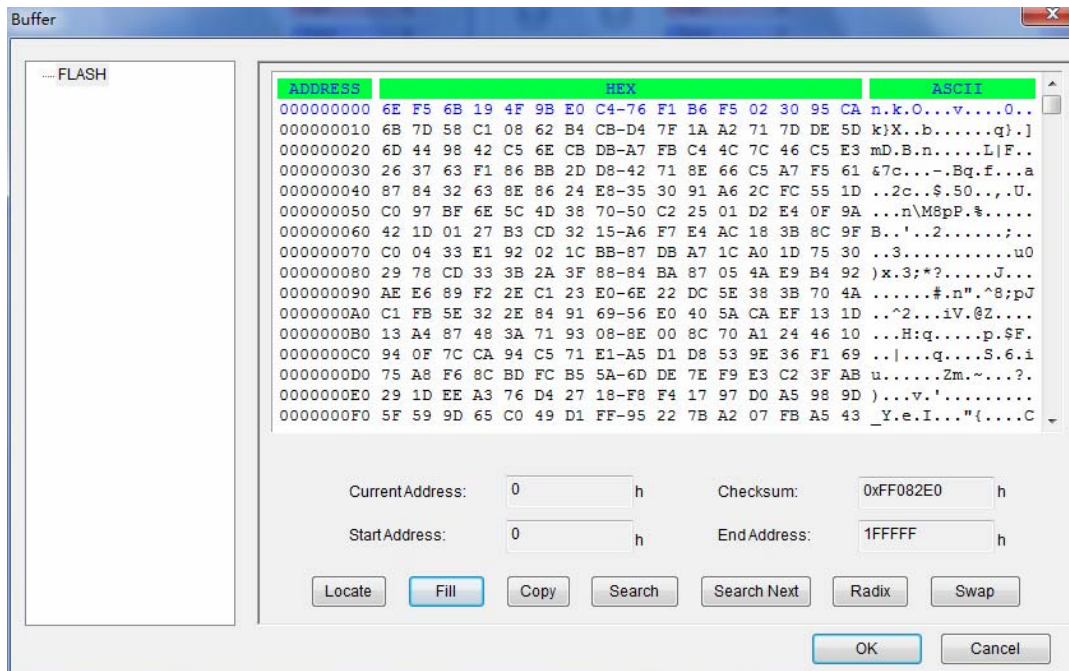 Buffer
FLASH
ADDRESS HEX ASCII
000000000 6E F5 6B 19 4F 9B E0 C4-76 F1 B6 F5 02 30 95 CA n.k.O...v....0..
000000010 6B 7D 58 C1 08 62 B4 CB-D4 7F 1A A2 71 7D DE 5D k}X..b......q}.]
000000020 6D 44 98 42 C5 6E CB DB-A7 FB C4 4C 7C 46 C5 E3 mD.B.n.....L|F..
000000030 26 37 63 F1 86 BB 2D D8-42 71 8E 66 C5 A7 F5 61 &7c...-.Bq.f...a
000000040 87 84 32 63 8E 86 24 E8-35 30 91 A6 2C FC 55 1D ..2c..$.50..,.U.
000000050 C0 97 BF 6E 5C 4D 38 70-50 C2 25 01 D2 E4 0F 9A ...n\M8pP.%.....
000000060 42 1D 01 27 B3 CD 32 15-A6 F7 E4 AC 18 3B 8C 9F B..'..2......;..
000000070 C0 04 33 E1 92 02 1C BB-87 DB A7 1C A0 1D 75 30 ..3...........u0
000000080 29 78 CD 33 3B 2A 3F 88-84 BA 87 05 4A E9 B4 92 )x.3;*?.....J...
000000090 AE E6 89 F2 2E C1 23 E0-6E 22 DC 5E 38 3B 70 4A ......#.n".^8;pJ
0000000A0 C1 FB 5E 32 2E 84 91 69-56 E0 40 5A CA EF 13 1D ..^2...iV.@Z....
0000000B0 13 A4 87 48 3A 71 93 08-8E 00 8C 70 A1 24 46 10 ...H:q.....p.$F.
0000000C0 94 0F 7C CA 94 C5 71 E1-A5 D1 D8 53 9E 36 F1 69 ..|...q....S.6.i
0000000D0 75 A8 F6 8C BD FC B5 5A-6D DE 7E F9 E3 C2 3F AB u......Zm.~...?.
0000000E0 29 1D EE A3 76 D4 27 18-F8 F4 17 97 D0 A5 98 9D )...v.'.........
0000000F0 5F 59 9D 65 C0 49 D1 FF-95 22 7B A2 07 FB A5 43 _Y.e.I..."{....C
Current Address: 0 h Checksum: 0xFF082E0 h
Start Address: 0 h End Address: 1FFFFF h
Locate Fill Copy Search Search Next Radix Swap
OK Cancel